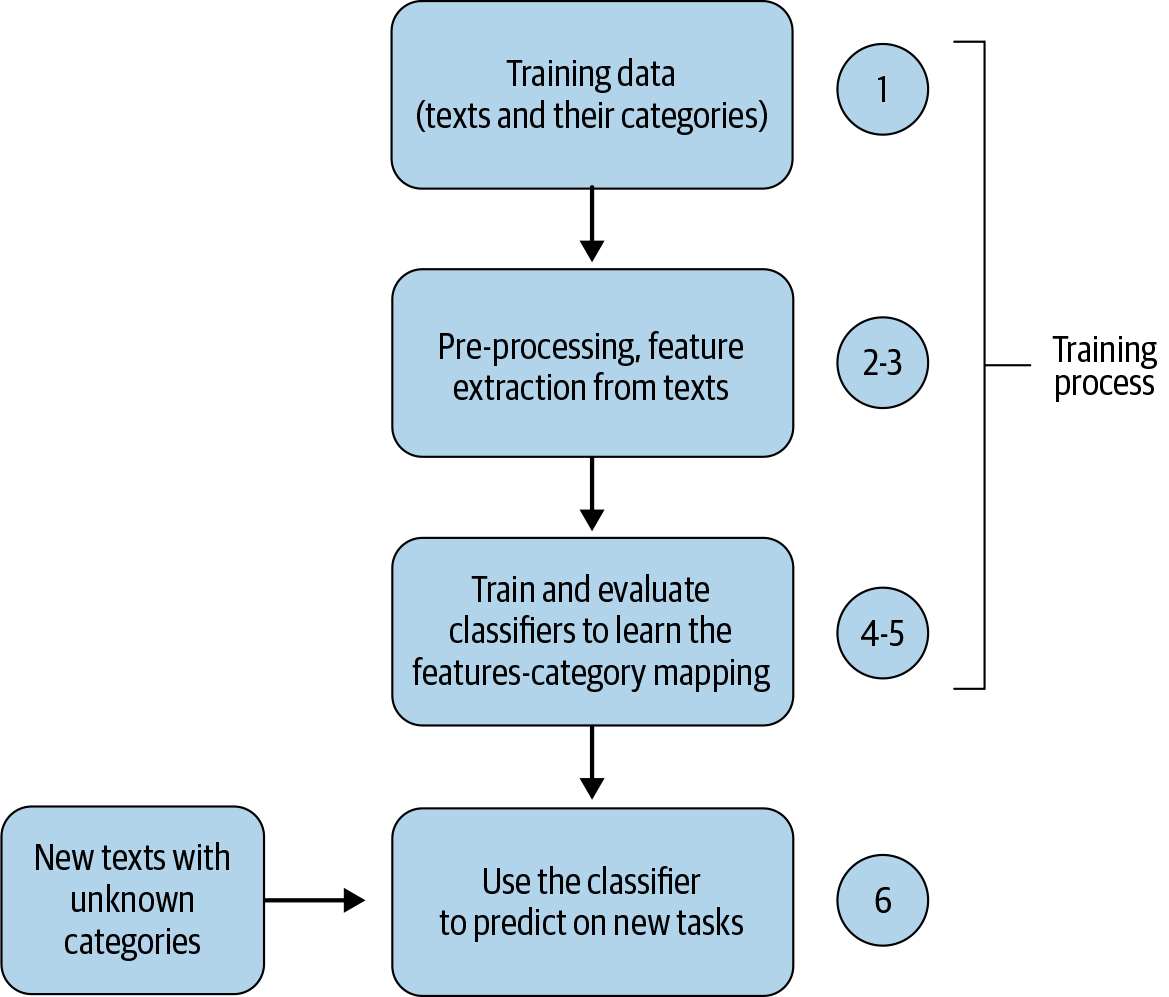 Training data
(texts and their categories)
1
Pre-processing, feature
extraction from texts
2-3
Training
process
Train and evaluate
classifiers to learn the
features-category mapping
4-5
New texts with
unknown
categories
Use the classifier
to predict on new tasks
6